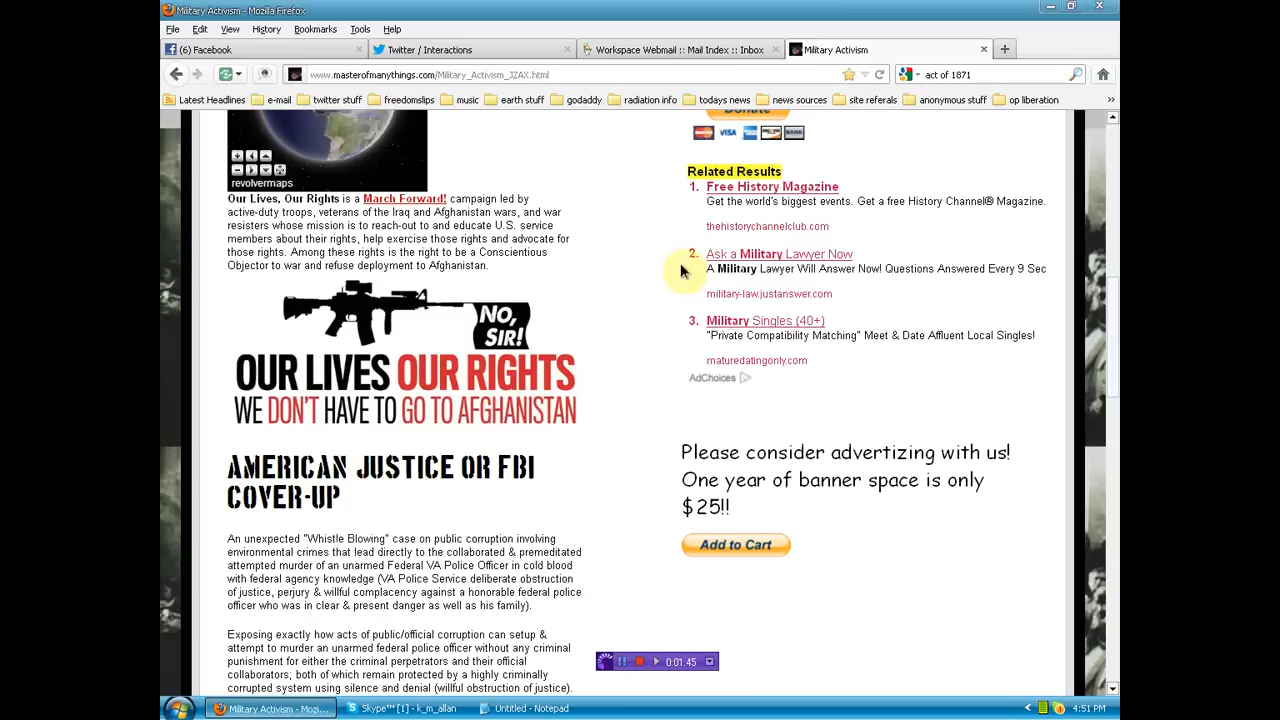 Military Activism - Mozilla Firefox
File Edit View History Bookmarks Tools Help
(6) Facebook
Twitter / Interactions
Workspace Webmail :: Mail Index :: Inbox
Military Activism
www.masterofmanythings.com/Military_Activism_JZAX.html
act of 1871
Latest Headlines e-mail twitter stuff freedomslips music earth stuff godaddy radiation info todays news news sources site referals anonymous stuff op liberation
Donate
VISA
revolvermaps
Our Lives, Our Rights is a March Forward! campaign led by
active-duty troops, veterans of the Iraq and Afghanistan wars, and war
resisters whose mission is to reach-out to and educate U.S. service
members about their rights, help exercise those rights and advocate for
those rights. Among these rights is the right to be a Conscientious
Objector to war and refuse deployment to Afghanistan.
NO,
SIR!
OUR LIVES OUR RIGHTS
WE DON'T HAVE TO GO TO AFGHANISTAN
AMERICAN JUSTICE OR FBI
COVER-UP
An unexpected "Whistle Blowing" case on public corruption involving
environmental crimes that lead directly to the collaborated & premeditated
attempted murder of an unarmed Federal VA Police Officer in cold blood
with federal agency knowledge (VA Police Service deliberate obstruction
of justice, perjury & willful complacency against a honorable federal police
officer who was in clear & present danger as well as his family).
Exposing exactly how acts of public/official corruption can setup &
attempt to murder an unarmed federal police officer without any criminal
punishment for either the criminal perpetrators and their official
collaborators; both of which remain protected by a highly criminally
corrupted system using silence and denial (willful obstruction of justice).
Related Results
1. Free History Magazine
Get the world's biggest events. Get a free History Channel® Magazine.
thehistorychannelclub.com
2. Ask a Military Lawyer Now
A Military Lawyer Will Answer Now! Questions Answered Every 9 Sec
military-law.justanswer.com
3. Military Singles (40+)
"Private Compatibility Matching" Meet & Date Affluent Local Singles!
maturedatingonly.com
AdChoices
Please consider advertizing with us!
One year of banner space is only
$25!!
Add to Cart
0:01:45
Military Activism - Mozi...
Skype™ [1] - k_m_allan
Untitled - Notepad
4:51 PM